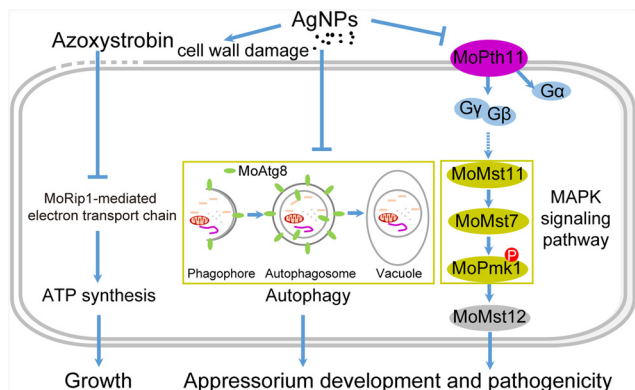 AgNPs
Azoxystrobin
cell wall damage
MoPth11
Gα
Gγ
Gβ
MoAtg8
MoMst11
MoRip1-mediated
electron transport chain
MoMst7
MAPK
signaling
pathway
P
MoPmk1
Phagophore
Autophagosome
Vacuole
ATP synthesis
Autophagy
MoMst12
Growth
Appressorium development and pathogenicity